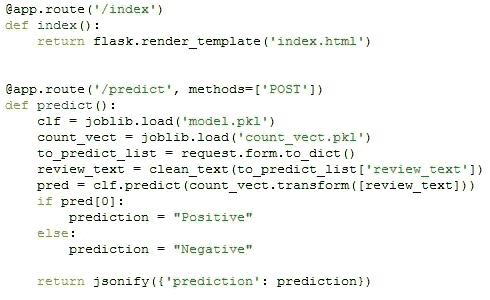 @app.route('/index')
def index():
    return flask.render_template('index.html')
@app.route('/predict', methods=['POST'])
def predict():
    clf = joblib.load('model.pkl')
    count_vect = joblib.load('count_vect.pkl')
    to_predict_list = request.form.to_dict()
    review_text = clean_text(to_predict_list['review_text'])
    pred = clf.predict(count_vect.transform([review_text]))
    if pred[0]:
        prediction = "Positive"
    else:
        prediction = "Negative"
    return jsonify({'prediction': prediction})